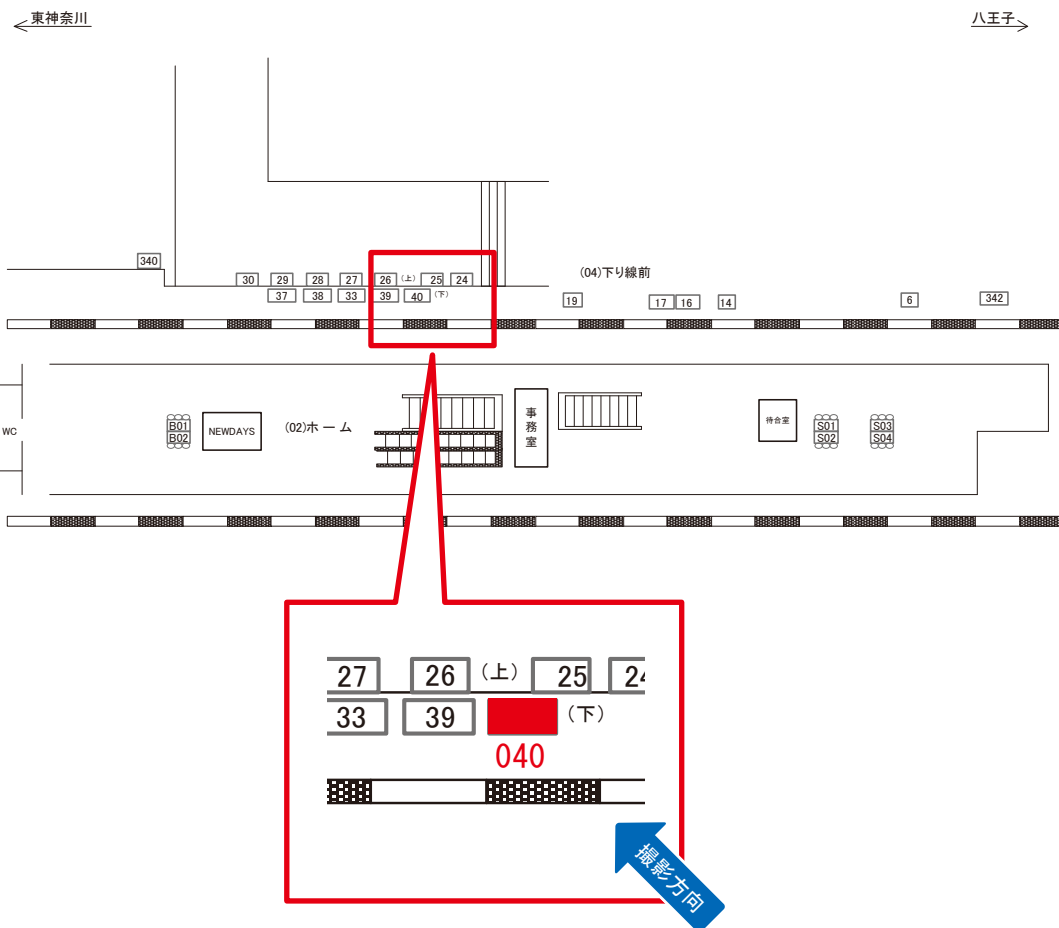 東神奈川
八王子
340
30 29 28 27 26 (上) 25 24
(04)下り線前
37 38 33 39 40 (下)
19 17 16 14 6 342
WC
B01
B02
NEWDAYS
(02)ホーム
事務室
待合室
S01
S02
S03
S04
27 26 (上) 25 24
33 39 (下)
040
撮影方向